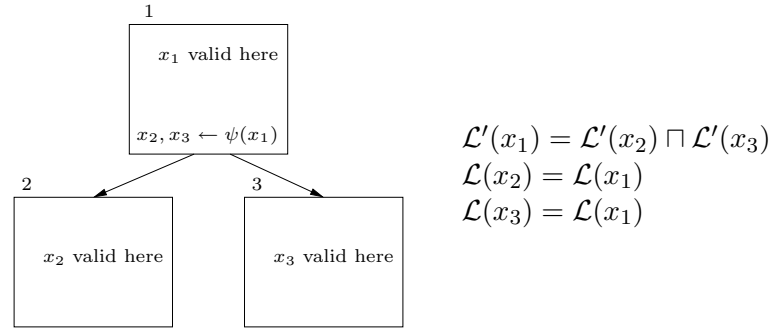 1
x₁ valid here
x₂, x₃ ← ψ(x₁)
2
3
x₂ valid here
x₃ valid here
ℒ′(x₁) = ℒ′(x₂) ⊓ ℒ′(x₃)
ℒ(x₂) = ℒ(x₁)
ℒ(x₃) = ℒ(x₁)